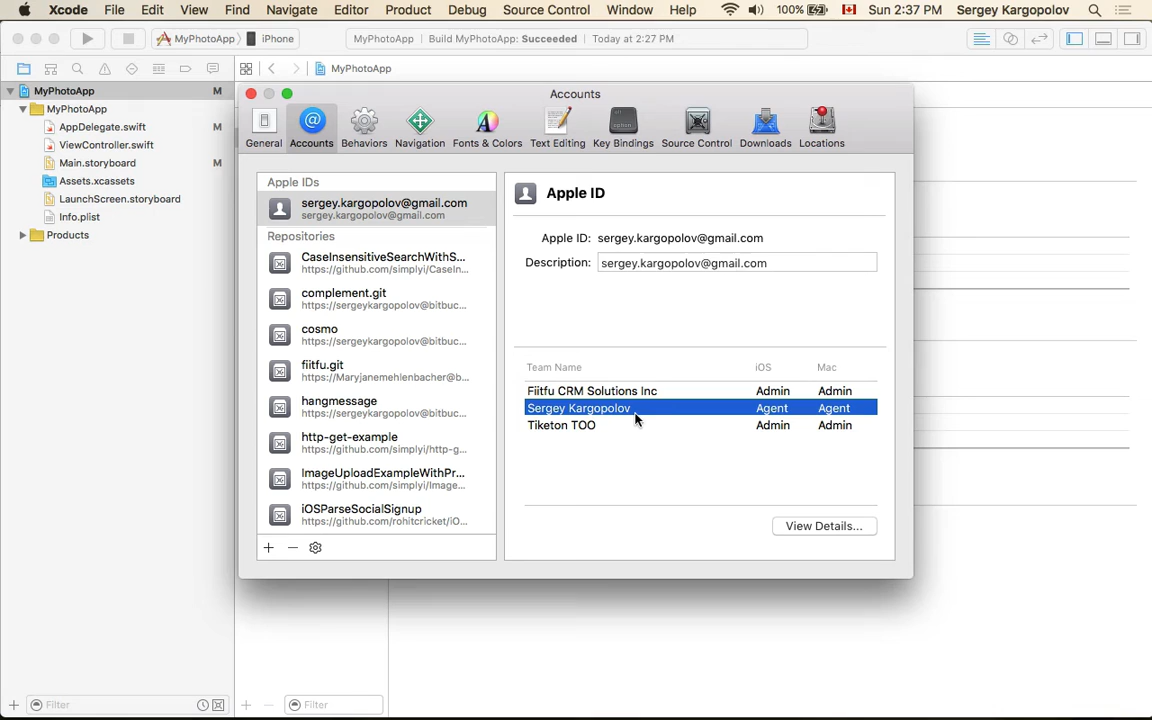 Xcode File Edit View Find Navigate Editor Product Debug Source Control Window Help 100% Sun 2:37 PM Sergey Kargopolov
MyPhotoApp iPhone MyPhotoApp Build MyPhotoApp: Succeeded Today at 2:27 PM
MyPhotoApp
MyPhotoApp M
MyPhotoApp
AppDelegate.swift M
ViewController.swift
Main.storyboard M
Assets.xcassets
LaunchScreen.storyboard
Info.plist
Products
Accounts
General Accounts Behaviors Navigation Fonts & Colors Text Editing Key Bindings Source Control Downloads Locations
Apple IDs
sergey.kargopolov@gmail.com
sergey.kargopolov@gmail.com
Repositories
CaseInsensitiveSearchWithS...
https://github.com/simplyi/CaseIn...
complement.git
https://sergeykargopolov@bitbuc...
cosmo
https://sergeykargopolov@bitbuc...
fiitfu.git
https://Maryjanemehlenbacher@b...
hangmessage
https://sergeykargopolov@bitbuc...
http-get-example
https://github.com/simplyi/http-g...
ImageUploadExampleWithPr...
https://github.com/simplyi/Image...
iOSParseSocialSignup
https://github.com/rohitcricket/iO...
Apple ID
Apple ID: sergey.kargopolov@gmail.com
Description: sergey.kargopolov@gmail.com
Team Name iOS Mac
Fiitfu CRM Solutions Inc Admin Admin
Sergey Kargopolov Agent Agent
Tiketon TOO Admin Admin
View Details...
Filter
Filter